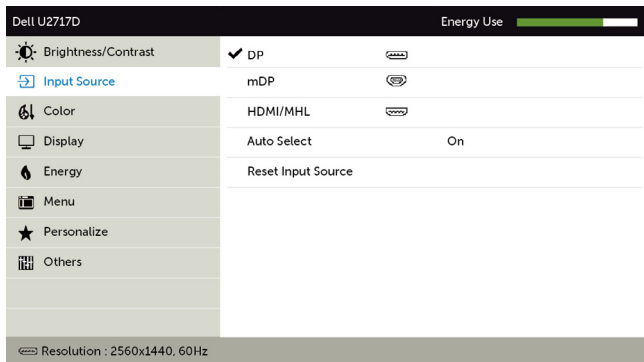 Dell U2717D Energy Use
Brightness/Contrast
Input Source
Color
Display
Energy
Menu
Personalize
Others
DP
mDP
HDMI/MHL
Auto Select On
Reset Input Source
Resolution : 2560x1440, 60Hz